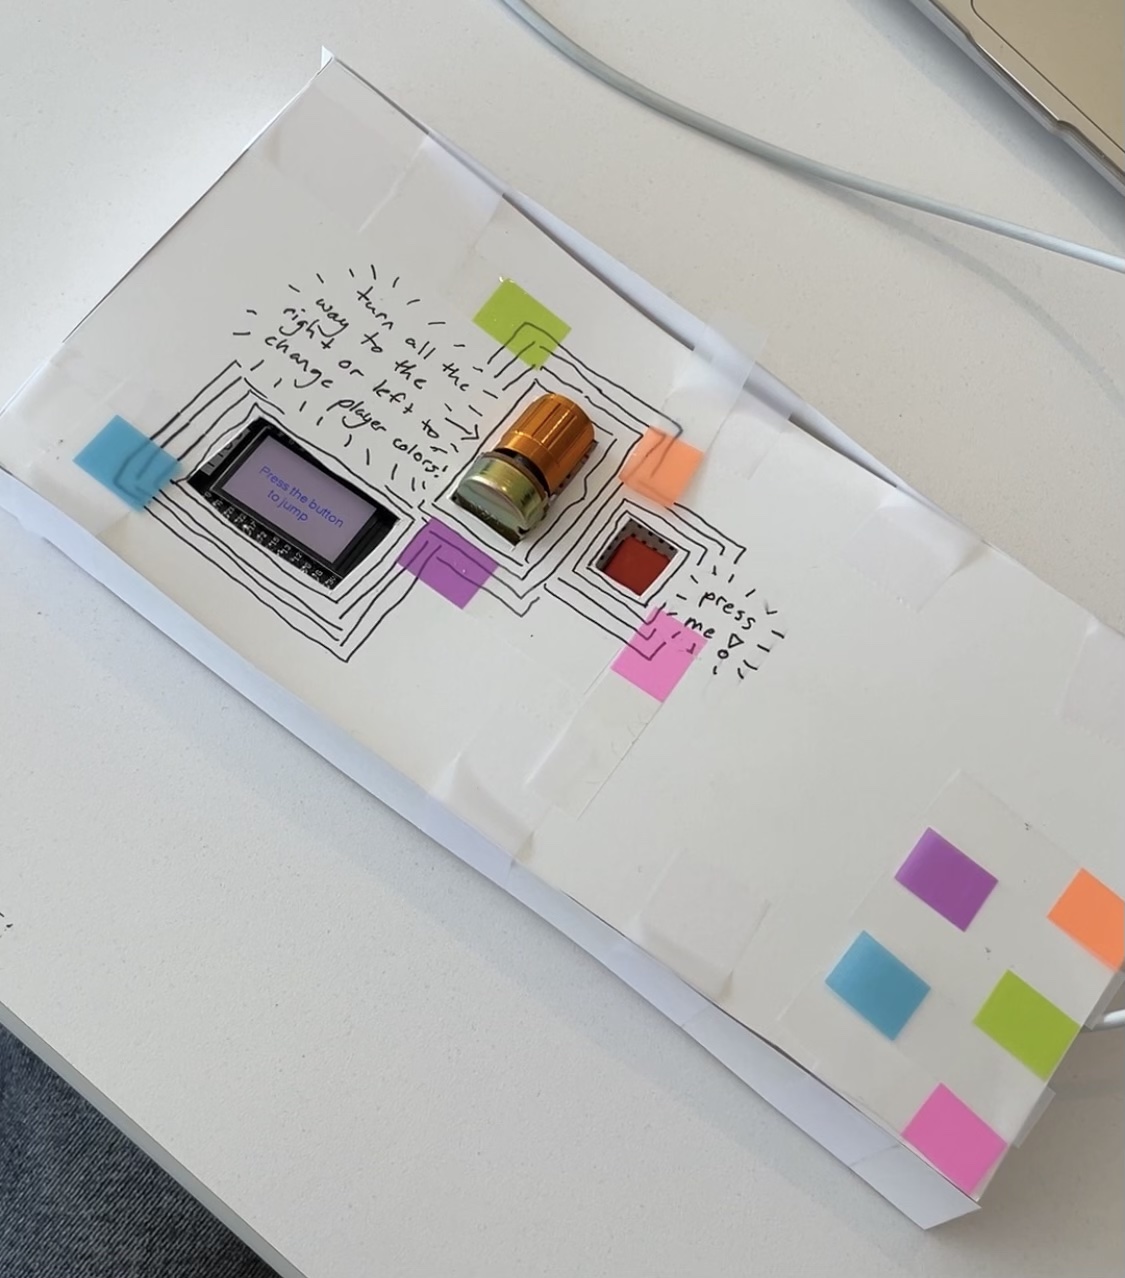 turn all the
way to the
right or left to
change player colors!
Press the button
to jump
press
me!